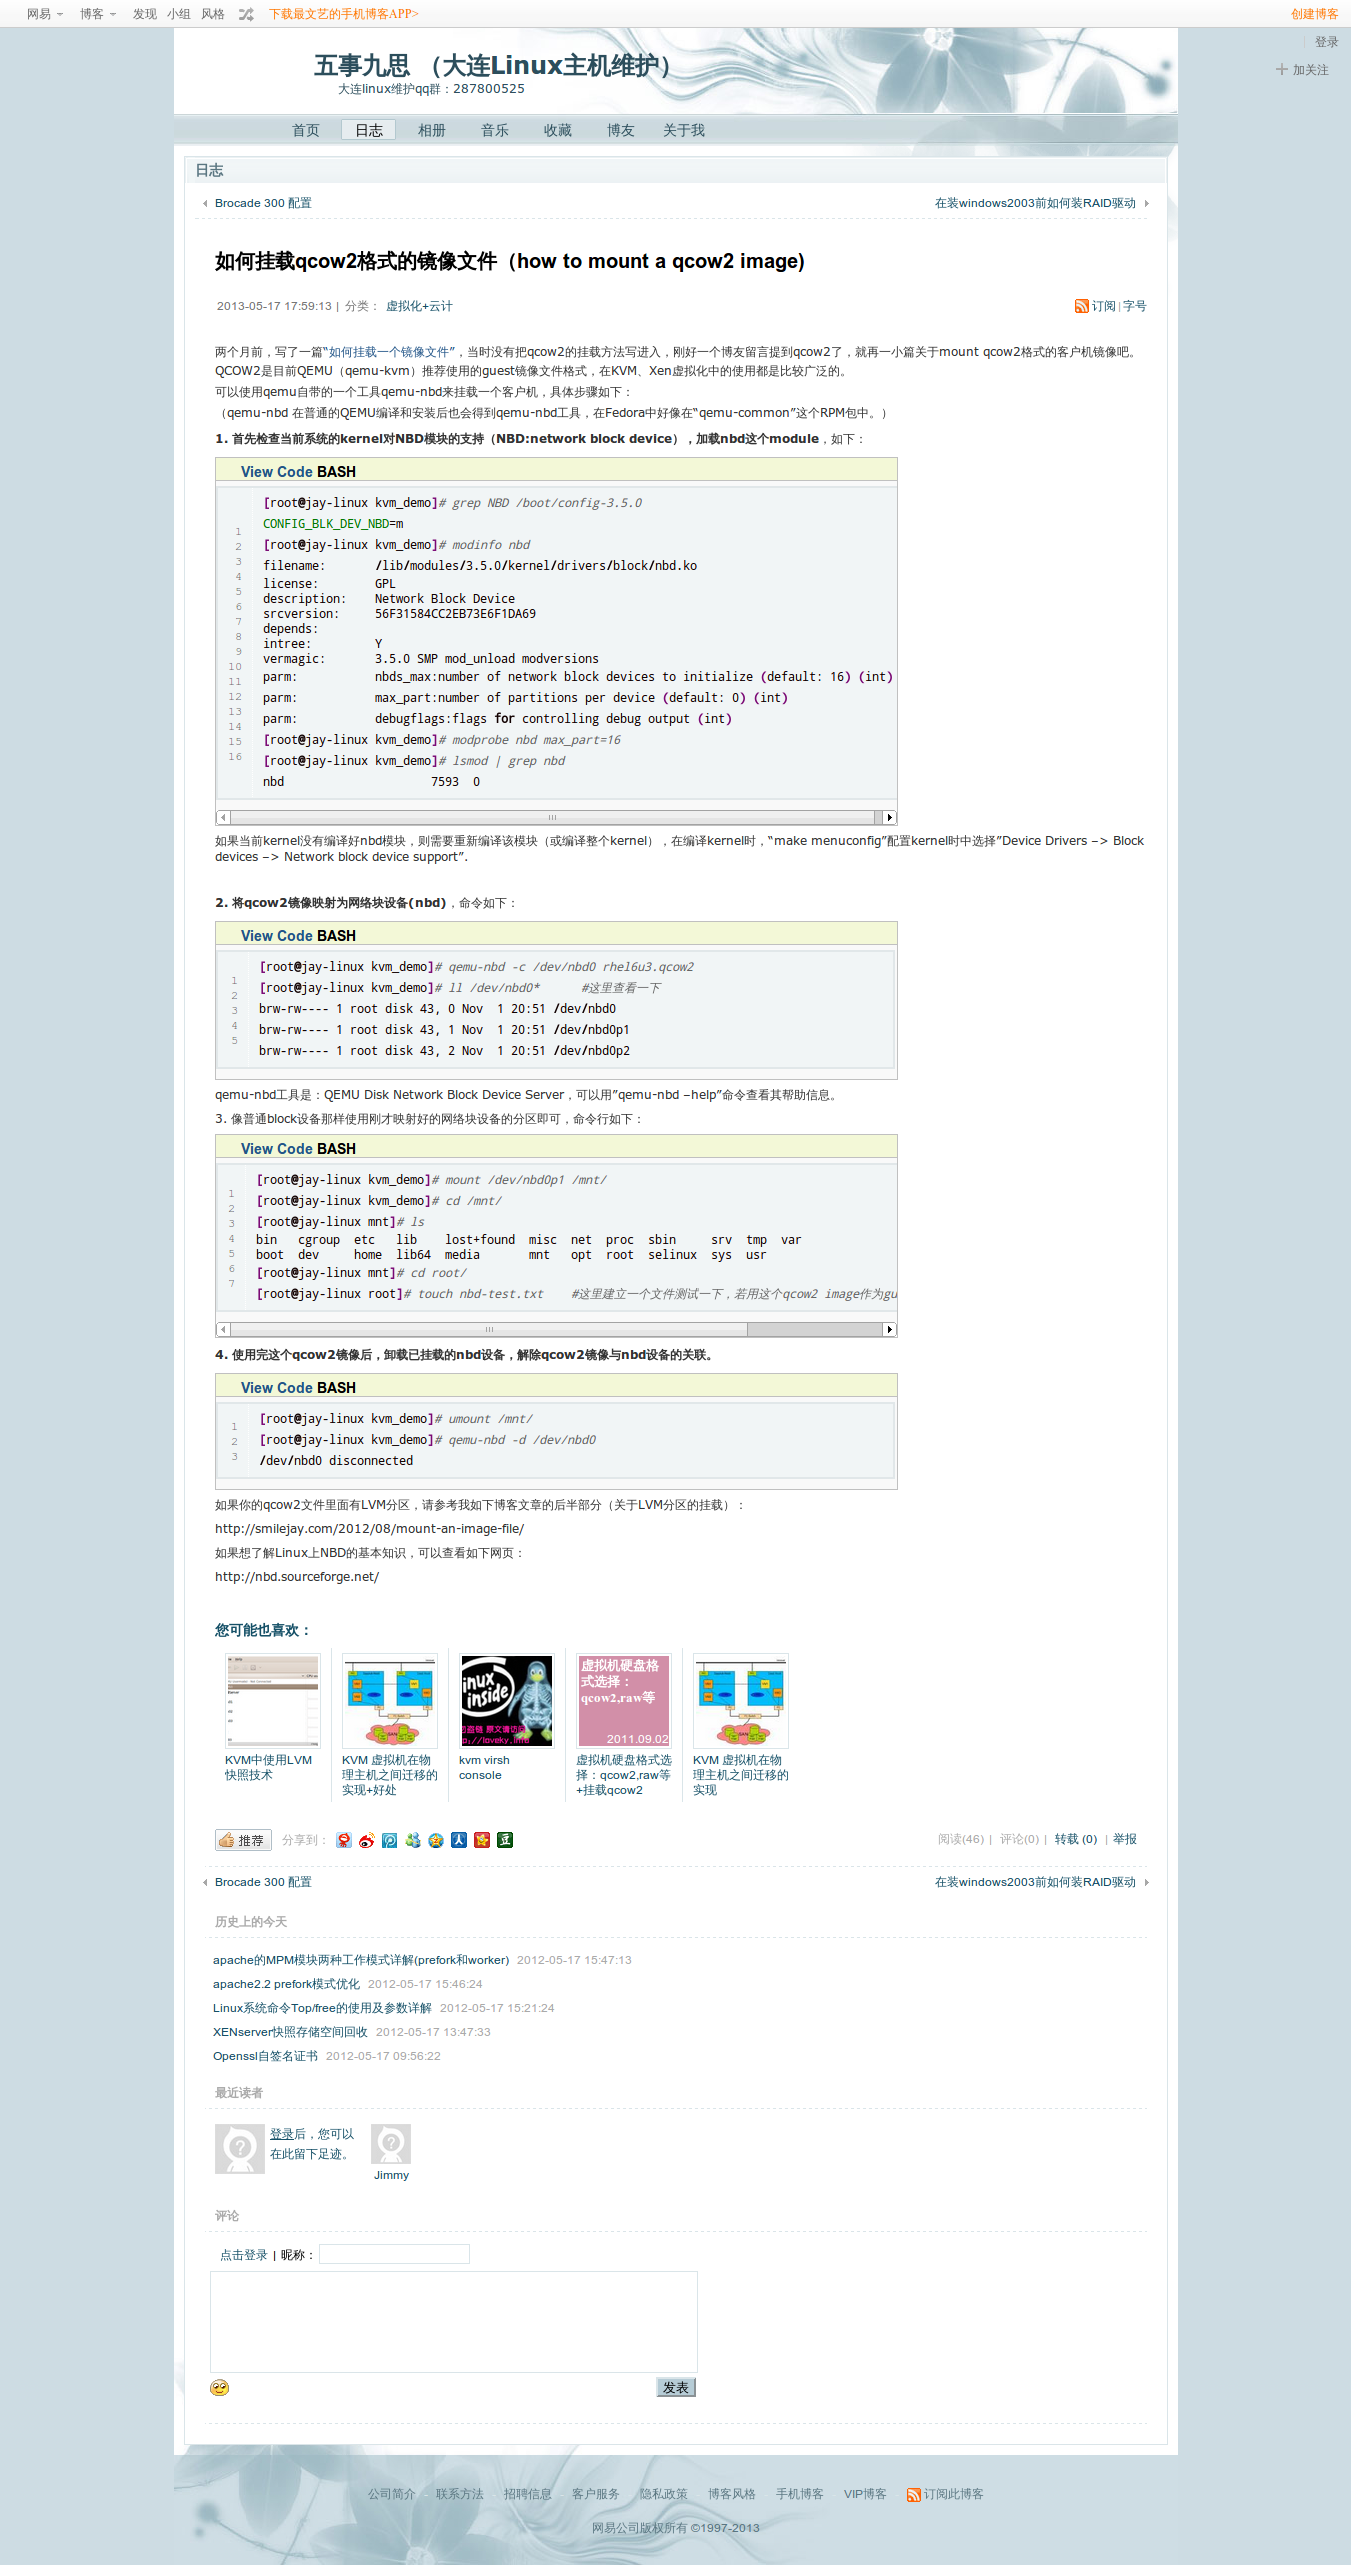 网易 博客 发现 小组 风格 下载最文艺的手机博客APP> 创建博客
登录
加关注
五事九思 （大连Linux主机维护）
大连linux维护qq群：287800525
首页 日志 相册 音乐 收藏 博友 关于我
日志
Brocade 300 配置 在装windows2003前如何装RAID驱动
如何挂载qcow2格式的镜像文件（how to mount a qcow2 image)
2013-05-17 17:59:13 | 分类： 虚拟化+云计 订阅 | 字号
两个月前，写了一篇“如何挂载一个镜像文件”，当时没有把qcow2的挂载方法写进入，刚好一个博友留言提到qcow2了，就再一小篇关于mount qcow2格式的客户机镜像吧。
QCOW2是目前QEMU（qemu-kvm）推荐使用的guest镜像文件格式，在KVM、Xen虚拟化中的使用都是比较广泛的。
可以使用qemu自带的一个工具qemu-nbd来挂载一个客户机，具体步骤如下：
（qemu-nbd 在普通的QEMU编译和安装后也会得到qemu-nbd工具，在Fedora中好像在“qemu-common”这个RPM包中。）
1. 首先检查当前系统的kernel对NBD模块的支持（NBD:network block device），加载nbd这个module，如下：
View Code BASH
1
2
3
4
5
6
7
8
9
10
11
12
13
14
15
16
[root@jay-linux kvm_demo]# grep NBD /boot/config-3.5.0
CONFIG_BLK_DEV_NBD=m
[root@jay-linux kvm_demo]# modinfo nbd
filename:       /lib/modules/3.5.0/kernel/drivers/block/nbd.ko
license:        GPL
description:    Network Block Device
srcversion:     56F31584CC2EB73E6F1DA69
depends:
intree:         Y
vermagic:       3.5.0 SMP mod_unload modversions
parm:           nbds_max:number of network block devices to initialize (default: 16) (int)
parm:           max_part:number of partitions per device (default: 0) (int)
parm:           debugflags:flags for controlling debug output (int)
[root@jay-linux kvm_demo]# modprobe nbd max_part=16
[root@jay-linux kvm_demo]# lsmod | grep nbd
nbd                     7593  0
如果当前kernel没有编译好nbd模块，则需要重新编译该模块（或编译整个kernel），在编译kernel时，“make menuconfig”配置kernel时中选择”Device Drivers –> Block
devices –> Network block device support”.
2. 将qcow2镜像映射为网络块设备(nbd)，命令如下：
View Code BASH
1
2
3
4
5
[root@jay-linux kvm_demo]# qemu-nbd -c /dev/nbd0 rhel6u3.qcow2
[root@jay-linux kvm_demo]# ll /dev/nbd0*      #这里查看一下
brw-rw---- 1 root disk 43, 0 Nov  1 20:51 /dev/nbd0
brw-rw---- 1 root disk 43, 1 Nov  1 20:51 /dev/nbd0p1
brw-rw---- 1 root disk 43, 2 Nov  1 20:51 /dev/nbd0p2
qemu-nbd工具是：QEMU Disk Network Block Device Server，可以用”qemu-nbd –help”命令查看其帮助信息。
3. 像普通block设备那样使用刚才映射好的网络块设备的分区即可，命令行如下：
View Code BASH
1
2
3
4
5
6
7
[root@jay-linux kvm_demo]# mount /dev/nbd0p1 /mnt/
[root@jay-linux kvm_demo]# cd /mnt/
[root@jay-linux mnt]# ls
bin   cgroup  etc   lib    lost+found  misc  net  proc  sbin     srv  tmp  var
boot  dev     home  lib64  media       mnt   opt  root  selinux  sys  usr
[root@jay-linux mnt]# cd root/
[root@jay-linux root]# touch nbd-test.txt    #这里建立一个文件测试一下，若用这个qcow2 image作为gu
4. 使用完这个qcow2镜像后，卸载已挂载的nbd设备，解除qcow2镜像与nbd设备的关联。
View Code BASH
1
2
3
[root@jay-linux kvm_demo]# umount /mnt/
[root@jay-linux kvm_demo]# qemu-nbd -d /dev/nbd0
/dev/nbd0 disconnected
如果你的qcow2文件里面有LVM分区，请参考我如下博客文章的后半部分（关于LVM分区的挂载）：
http://smilejay.com/2012/08/mount-an-image-file/
如果想了解Linux上NBD的基本知识，可以查看如下网页：
http://nbd.sourceforge.net/
您可能也喜欢：
inux
inside
虚拟机硬盘格
式选择：
qcow2,raw等
2011.09.02
KVM中使用LVM
快照技术
KVM 虚拟机在物
理主机之间迁移的
实现+好处
kvm virsh
console
虚拟机硬盘格式选
择：qcow2,raw等
+挂载qcow2
KVM 虚拟机在物
理主机之间迁移的
实现
推荐 分享到： 阅读(46) | 评论(0) | 转载 (0) | 举报
Brocade 300 配置 在装windows2003前如何装RAID驱动
历史上的今天
apache的MPM模块两种工作模式详解(prefork和worker) 2012-05-17 15:47:13
apache2.2 prefork模式优化 2012-05-17 15:46:24
Linux系统命令Top/free的使用及参数详解 2012-05-17 15:21:24
XENserver快照存储空间回收 2012-05-17 13:47:33
Openssl自签名证书 2012-05-17 09:56:22
最近读者
登录后，您可以
在此留下足迹。
Jimmy
评论
点击登录 | 昵称：
发表
公司简介 - 联系方法 - 招聘信息 - 客户服务 - 隐私政策 - 博客风格 - 手机博客 - VIP博客 - 订阅此博客
网易公司版权所有 ©1997-2013